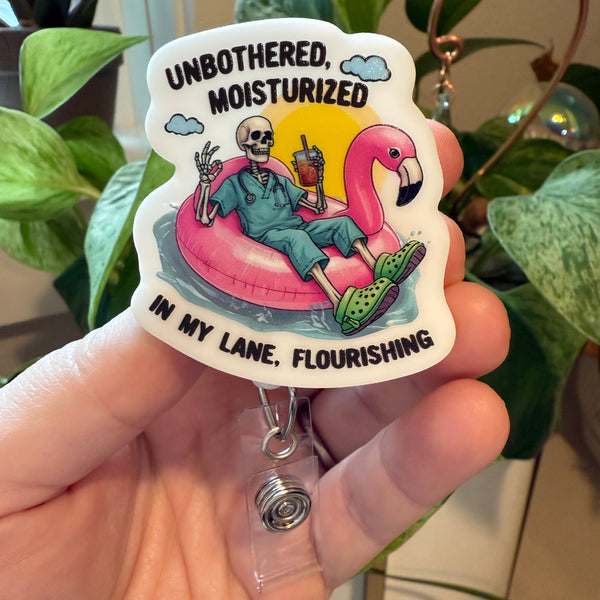 UNBOTHERED,
MOISTURIZED
IN MY LANE, FLOURISHING